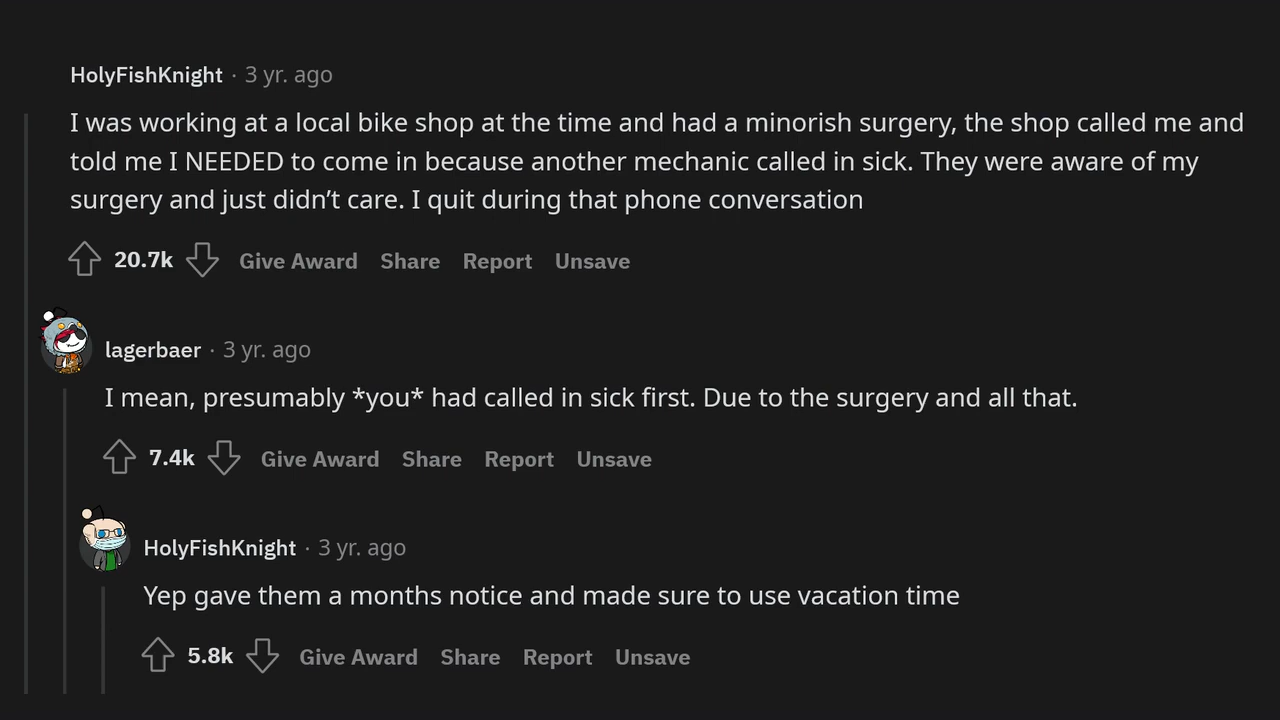 HolyFishKnight · 3 yr. ago
I was working at a local bike shop at the time and had a minorish surgery, the shop called me and
told me I NEEDED to come in because another mechanic called in sick. They were aware of my
surgery and just didn’t care. I quit during that phone conversation
20.7k Give Award Share Report Unsave
lagerbaer · 3 yr. ago
I mean, presumably *you* had called in sick first. Due to the surgery and all that.
7.4k Give Award Share Report Unsave
HolyFishKnight · 3 yr. ago
Yep gave them a months notice and made sure to use vacation time
5.8k Give Award Share Report Unsave